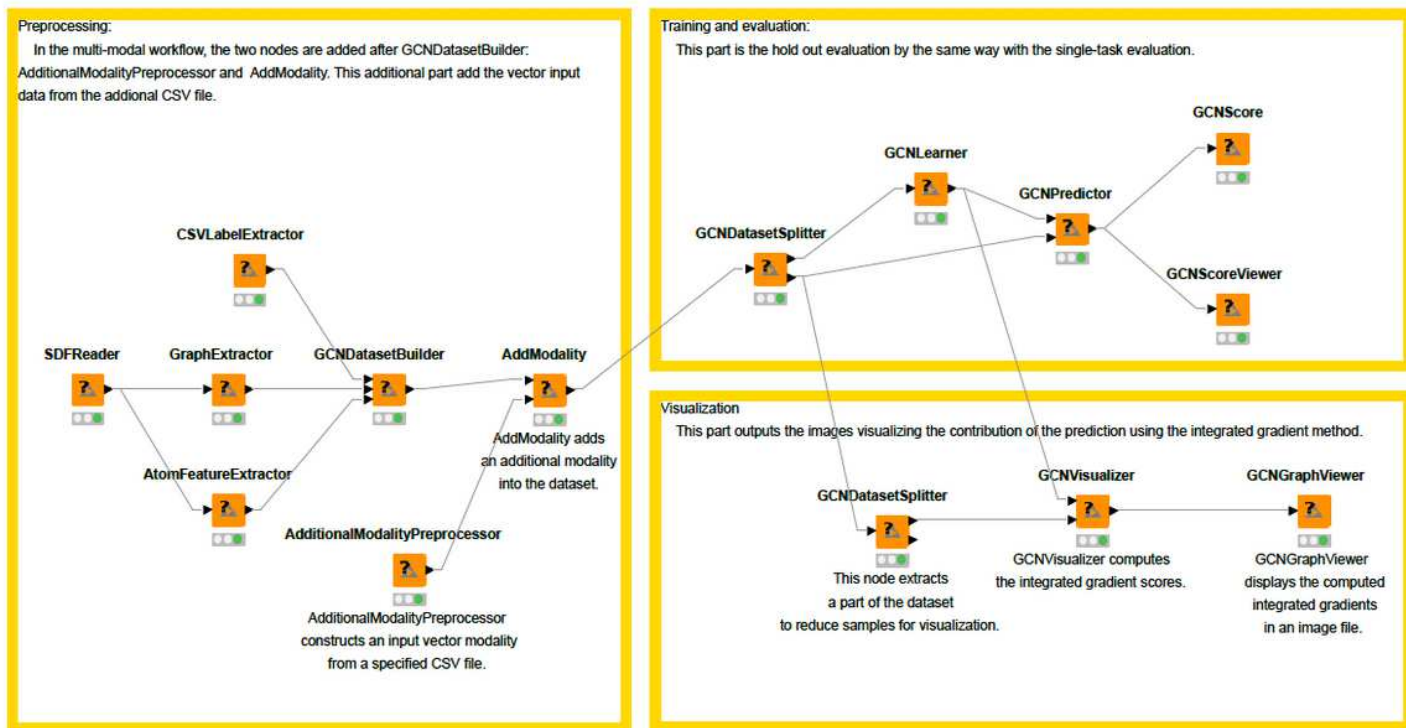 Preprocessing:
In the multi-modal workflow, the two nodes are added after GCNDatasetBuilder:
AdditionalModalityPreprocessor and AddModality. This additional part add the vector input
data from the addional CSV file.
CSVLabelExtractor
SDFReader
GraphExtractor
GCNDatasetBuilder
AddModality
AddModality adds
an additional modality
into the dataset.
AtomFeatureExtractor
AdditionalModalityPreprocessor
AdditionalModalityPreprocessor
constructs an input vector modality
from a specified CSV file.
Training and evaluation:
This part is the hold out evaluation by the same way with the single-task evaluation.
GCNScore
GCNLearner
GCNPredictor
GCNDatasetSplitter
GCNScoreViewer
Visualization
This part outputs the images visualizing the contribution of the prediction using the integrated gradient method.
GCNDatasetSplitter
This node extracts
a part of the dataset
to reduce samples for visualization.
GCNVisualizer
GCNVisualizer computes
the integrated gradient scores.
GCNGraphViewer
GCNGraphViewer
displays the computed
integrated gradients
in an image file.